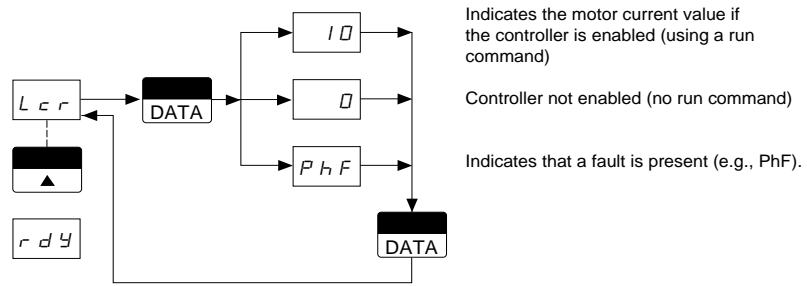 10
Indicates the motor current value if
the controller is enabled (using a run
command)
Lcr
DATA
0
Controller not enabled (no run command)
PhF
Indicates that a fault is present (e.g., PhF).
▲
rdY
DATA